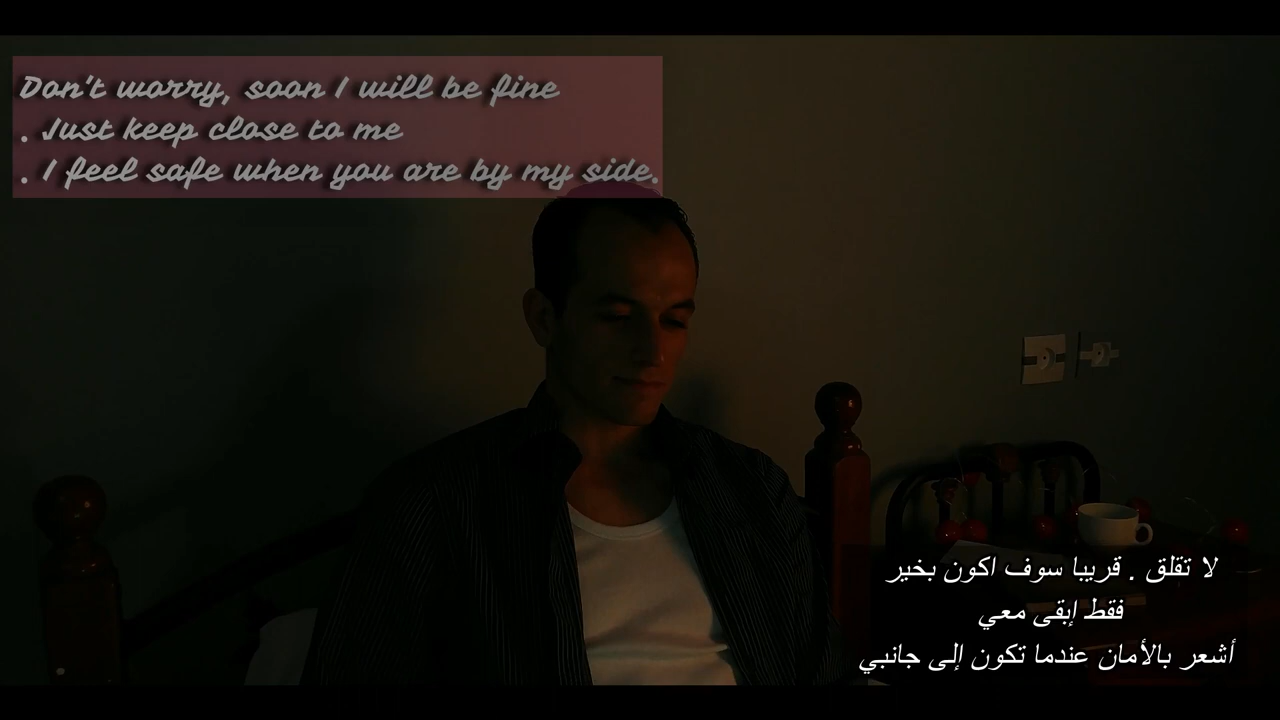 Don't worry, soon I will be fine
. Just keep close to me
. I feel safe when you are by my side.
لا تقلق . قريبا سوف اكون بخير
فقط إبقى معي
أشعر بالأمان عندما تكون إلى جانبي